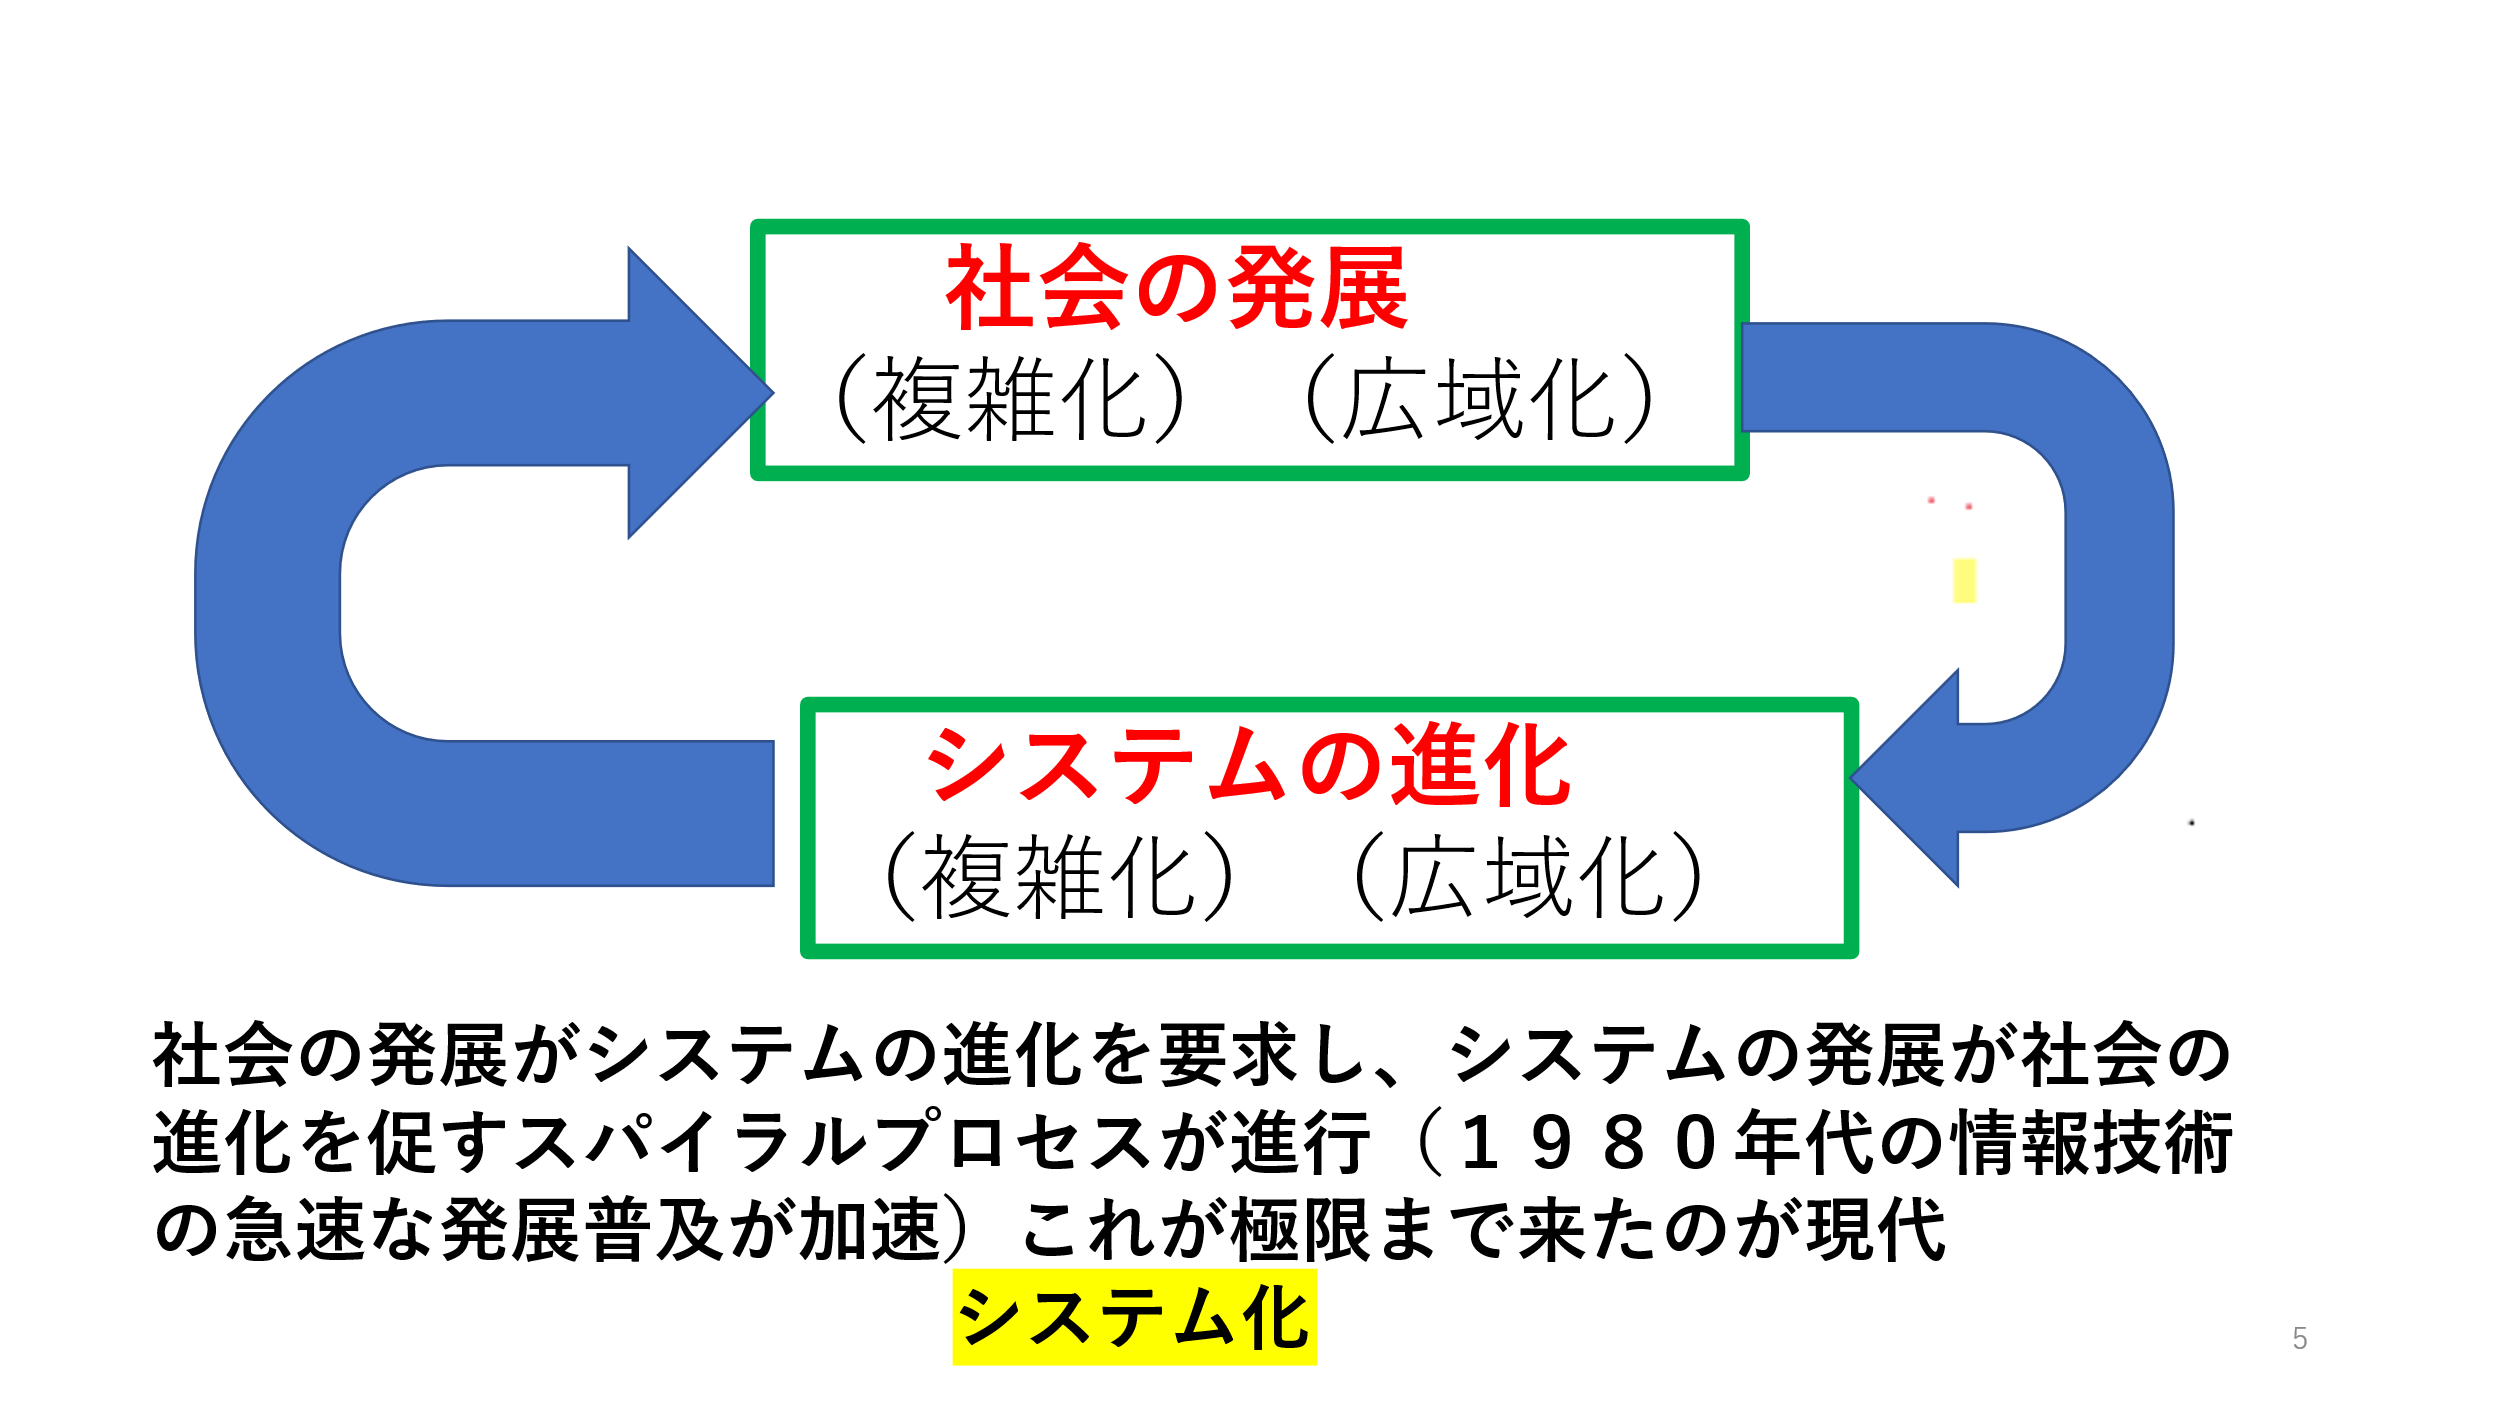 社会の発展
（複雑化）　（広域化）
システムの進化
（複雑化）　（広域化）
社会の発展がシステムの進化を要求し、システムの発展が社会の
進化を促すスパイラルプロセスが進行（１９８０年代の情報技術
の急速な発展普及が加速）これが極限まで来たのが現代
システム化
5